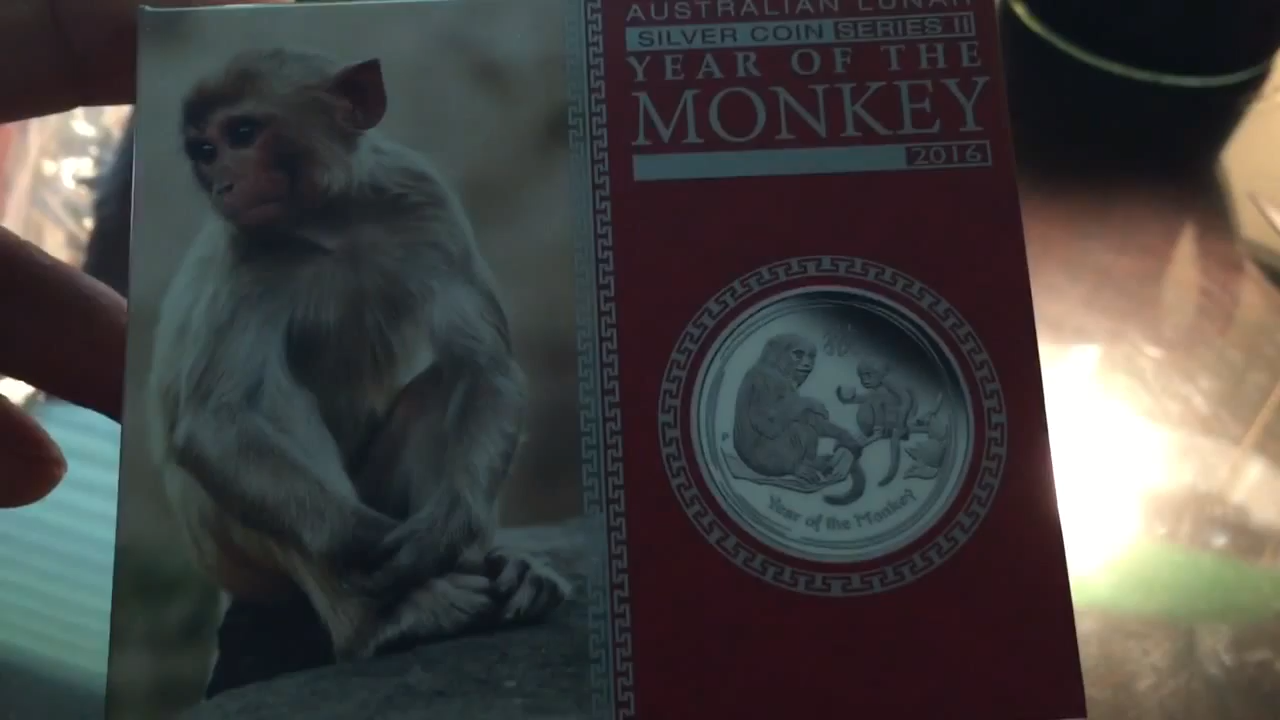 AUSTRALIAN LUNAR
SILVER COIN SERIES II
YEAR OF THE
MONKEY
2016
Year of the Monkey